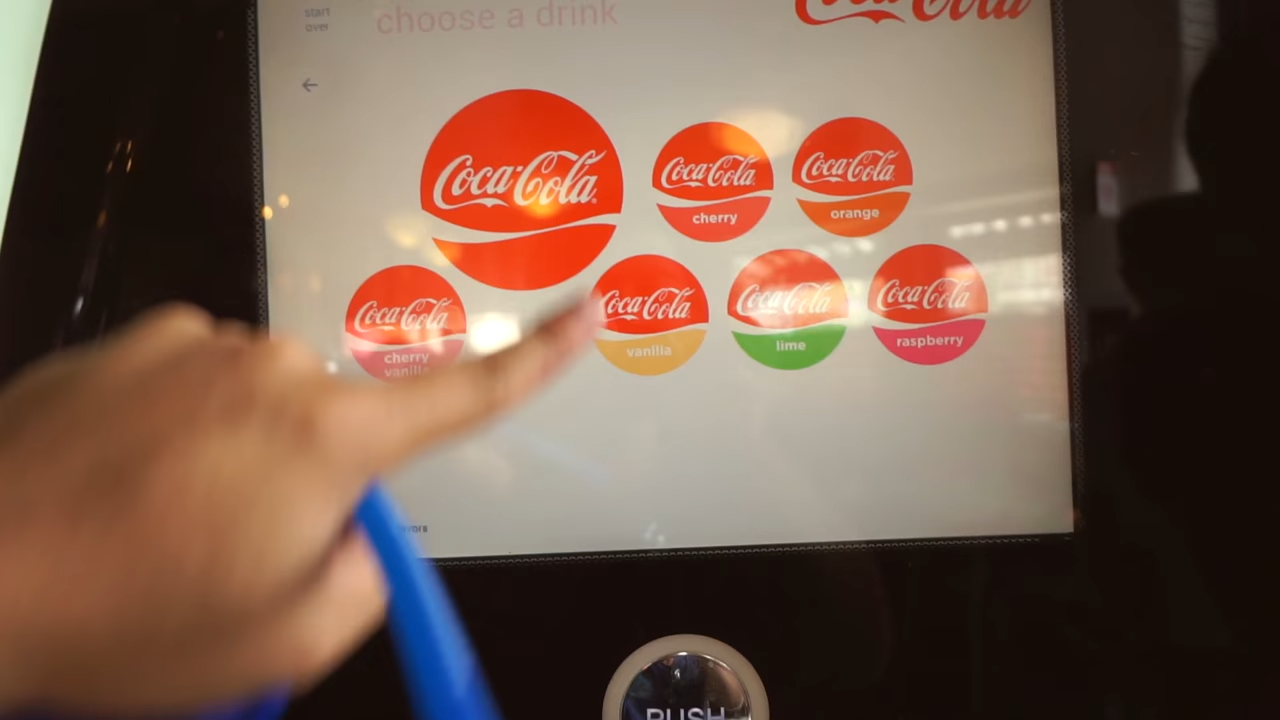 start
over
choose a drink
Coca-Cola
Coca-Cola
Coca-Cola
cherry
Coca-Cola
orange
Coca-Cola
cherry
vanilla
Coca-Cola
vanilla
Coca-Cola
lime
Coca-Cola
raspberry
PUSH